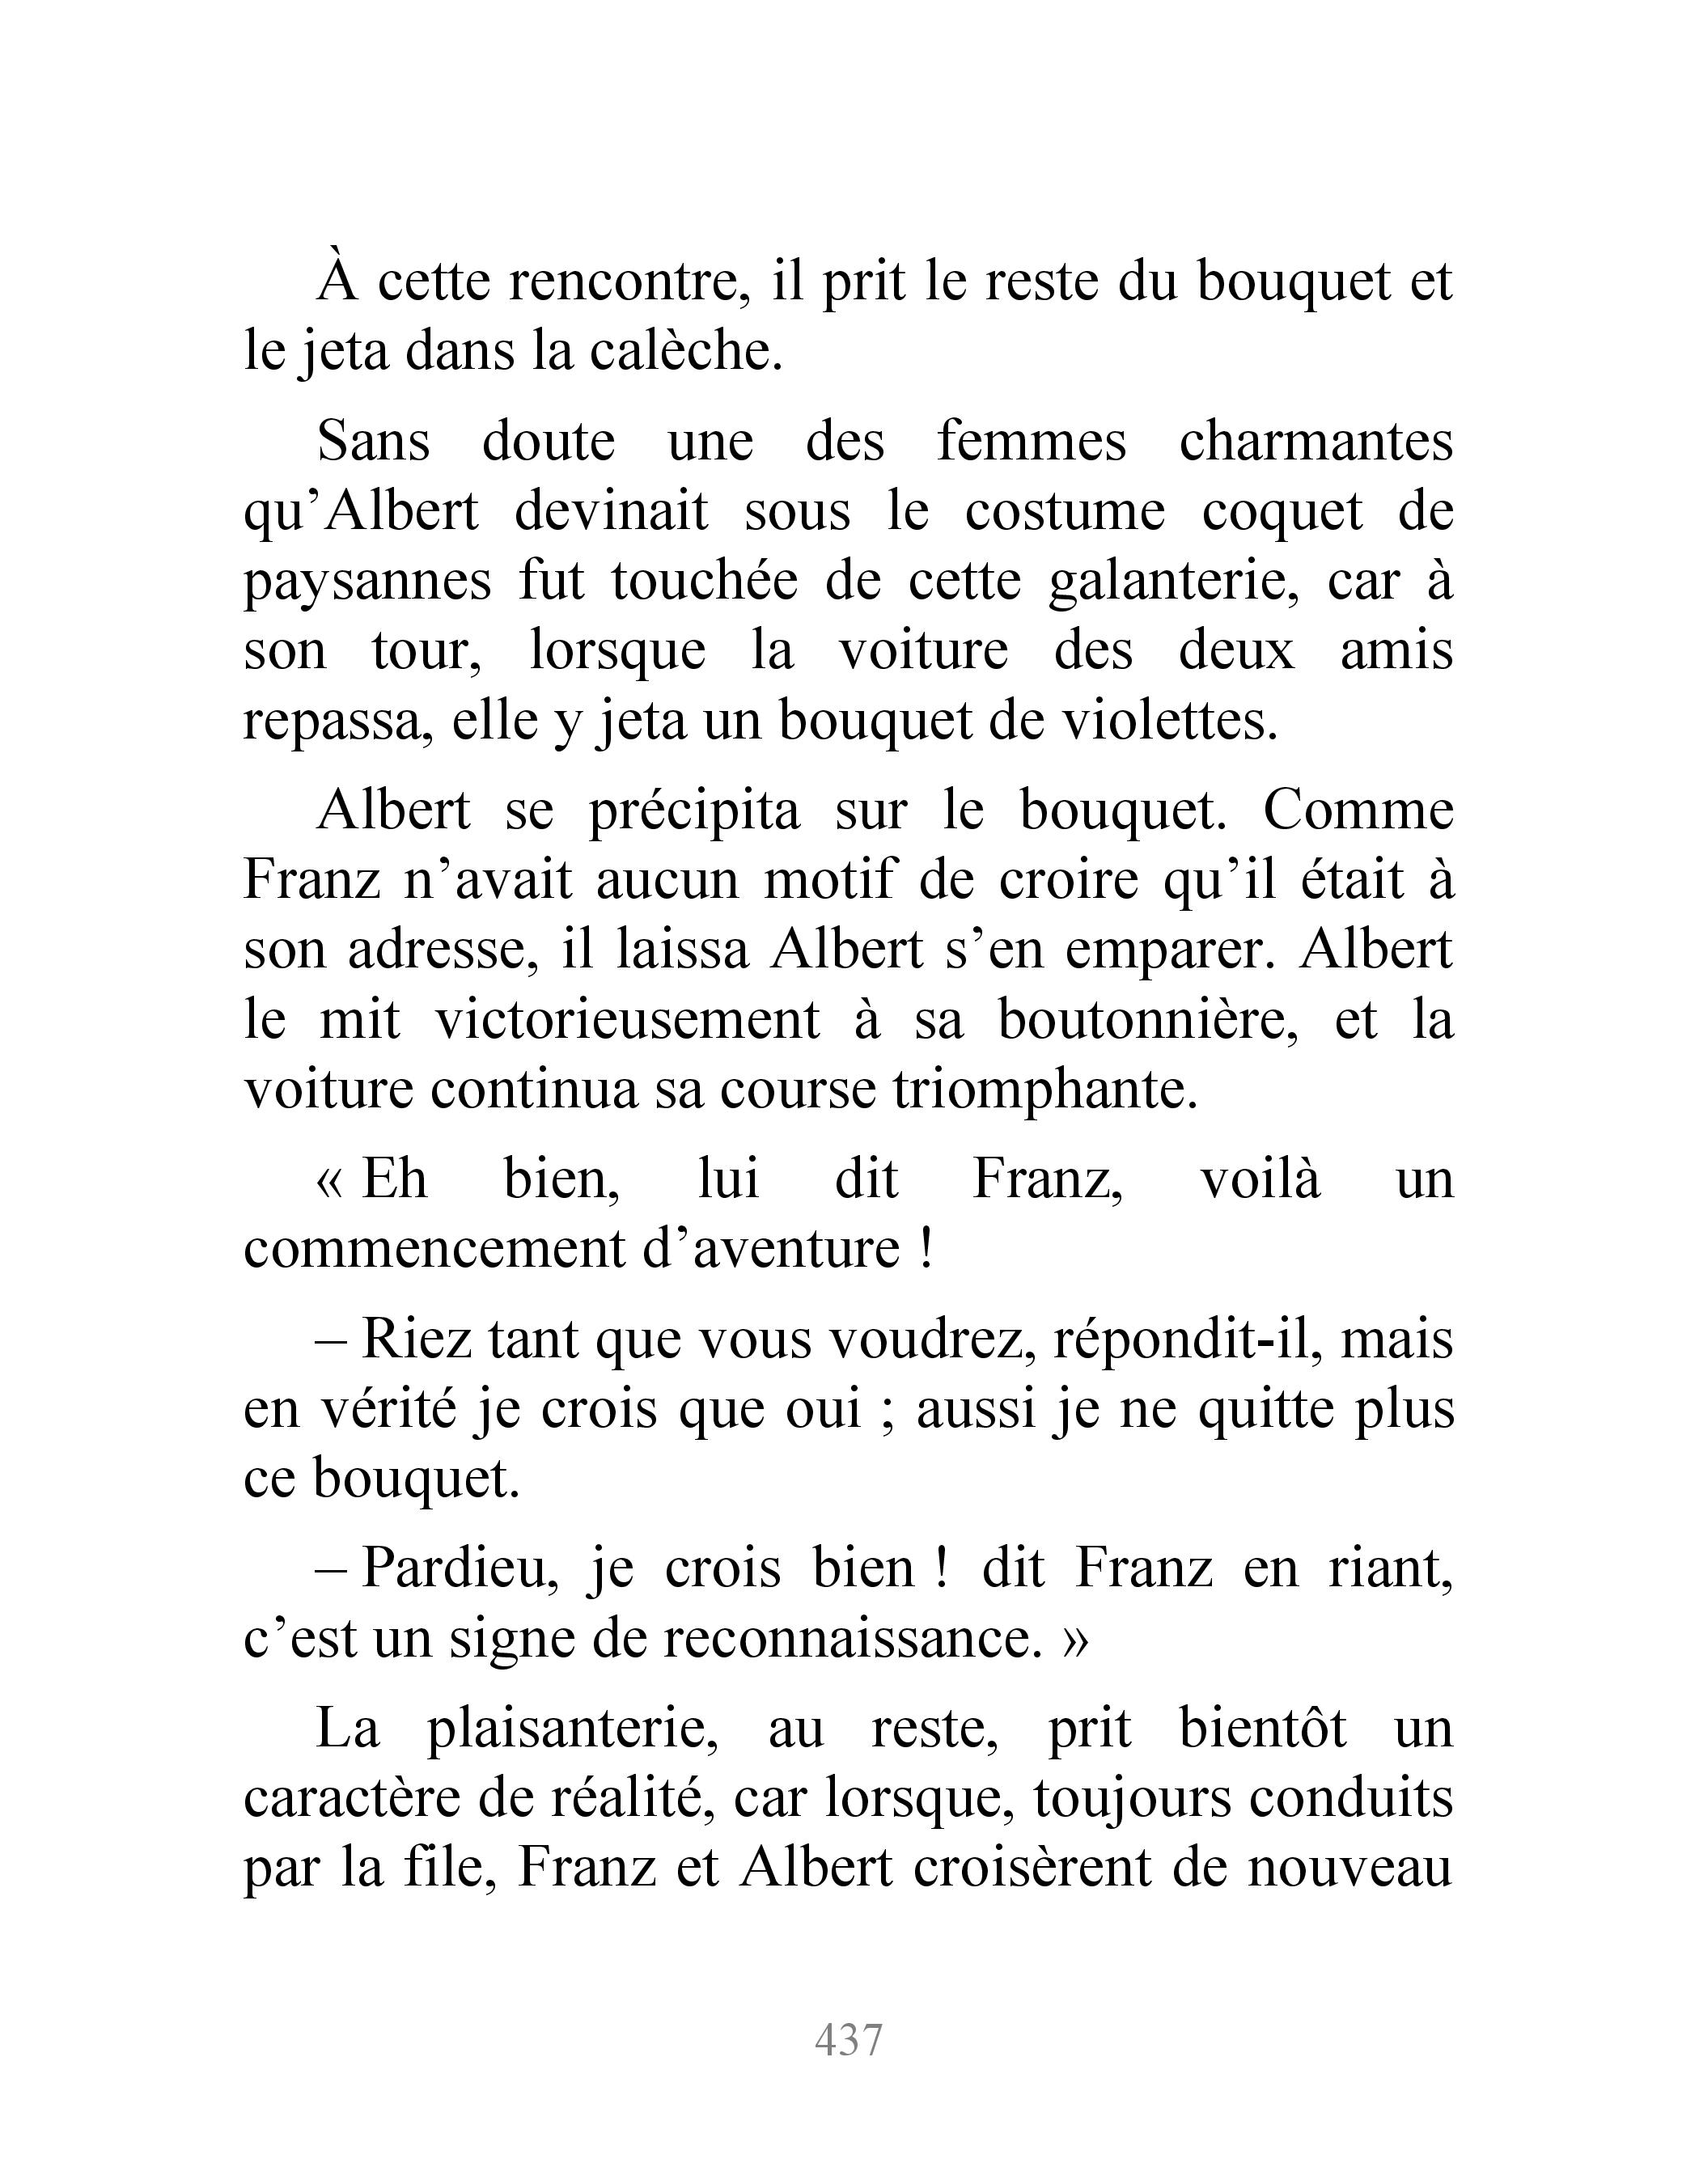 À cette rencontre, il prit le reste du bouquet et
le jeta dans la calèche.
Sans doute une des femmes charmantes
qu’Albert devinait sous le costume coquet de
paysannes fut touchée de cette galanterie, car à
son tour, lorsque la voiture des deux amis
repassa, elle y jeta un bouquet de violettes.
Albert se précipita sur le bouquet. Comme
Franz n’avait aucun motif de croire qu’il était à
son adresse, il laissa Albert s’en emparer. Albert
le mit victorieusement à sa boutonnière, et la
voiture continua sa course triomphante.
« Eh bien, lui dit Franz, voilà un
commencement d’aventure !
– Riez tant que vous voudrez, répondit-il, mais
en vérité je crois que oui ; aussi je ne quitte plus
ce bouquet.
– Pardieu, je crois bien ! dit Franz en riant,
c’est un signe de reconnaissance. »
La plaisanterie, au reste, prit bientôt un
caractère de réalité, car lorsque, toujours conduits
par la file, Franz et Albert croisèrent de nouveau
437